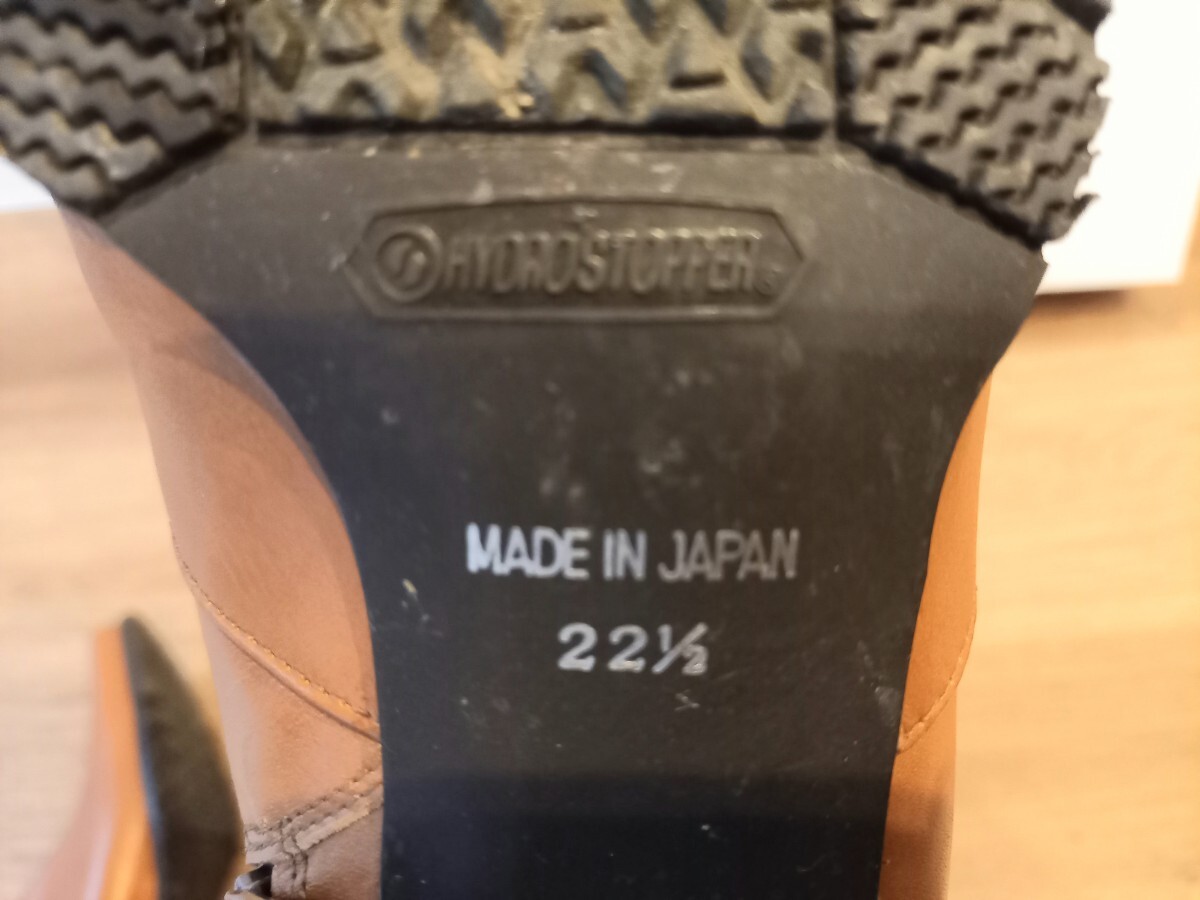 HYDROSTOPPER
MADE IN JAPAN
22½